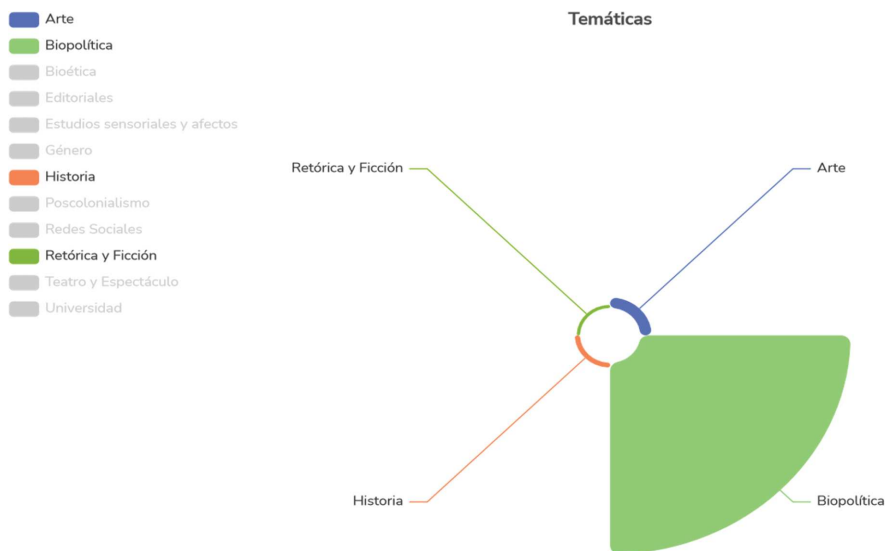 Arte
Biopolítica
Bioética
Editoriales
Estudios sensoriales y afectos
Género
Historia
Poscolonialismo
Redes Sociales
Retórica y Ficción
Teatro y Espectáculo
Universidad
Temáticas
Retórica y Ficción
Arte
Historia
Biopolítica